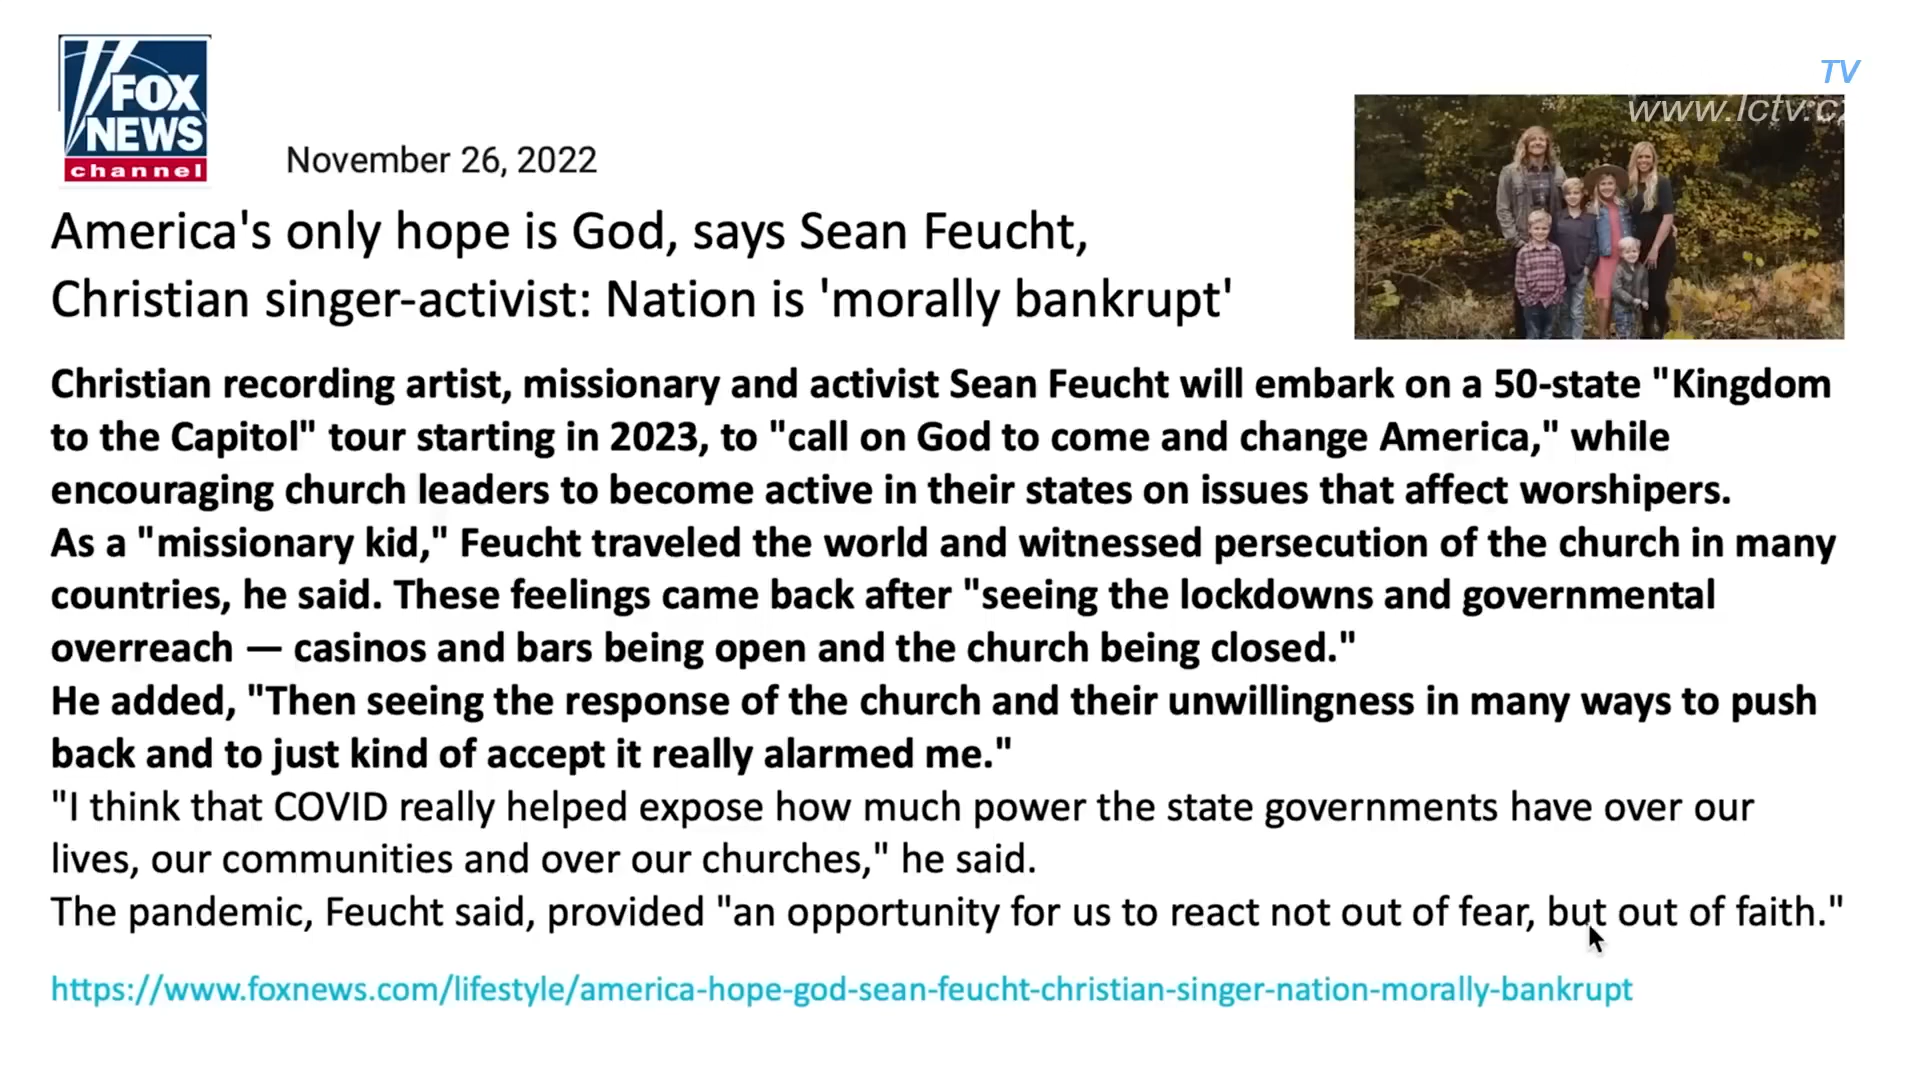 TV
www.lctv.cz
FOX
NEWS
channel
November 26, 2022
America's only hope is God, says Sean Feucht,
Christian singer-activist: Nation is 'morally bankrupt'
Christian recording artist, missionary and activist Sean Feucht will embark on a 50-state "Kingdom
to the Capitol" tour starting in 2023, to "call on God to come and change America," while
encouraging church leaders to become active in their states on issues that affect worshipers.
As a "missionary kid," Feucht traveled the world and witnessed persecution of the church in many
countries, he said. These feelings came back after "seeing the lockdowns and governmental
overreach — casinos and bars being open and the church being closed."
He added, "Then seeing the response of the church and their unwillingness in many ways to push
back and to just kind of accept it really alarmed me."
"I think that COVID really helped expose how much power the state governments have over our
lives, our communities and over our churches," he said.
The pandemic, Feucht said, provided "an opportunity for us to react not out of fear, but out of faith."
https://www.foxnews.com/lifestyle/america-hope-god-sean-feucht-christian-singer-nation-morally-bankrupt